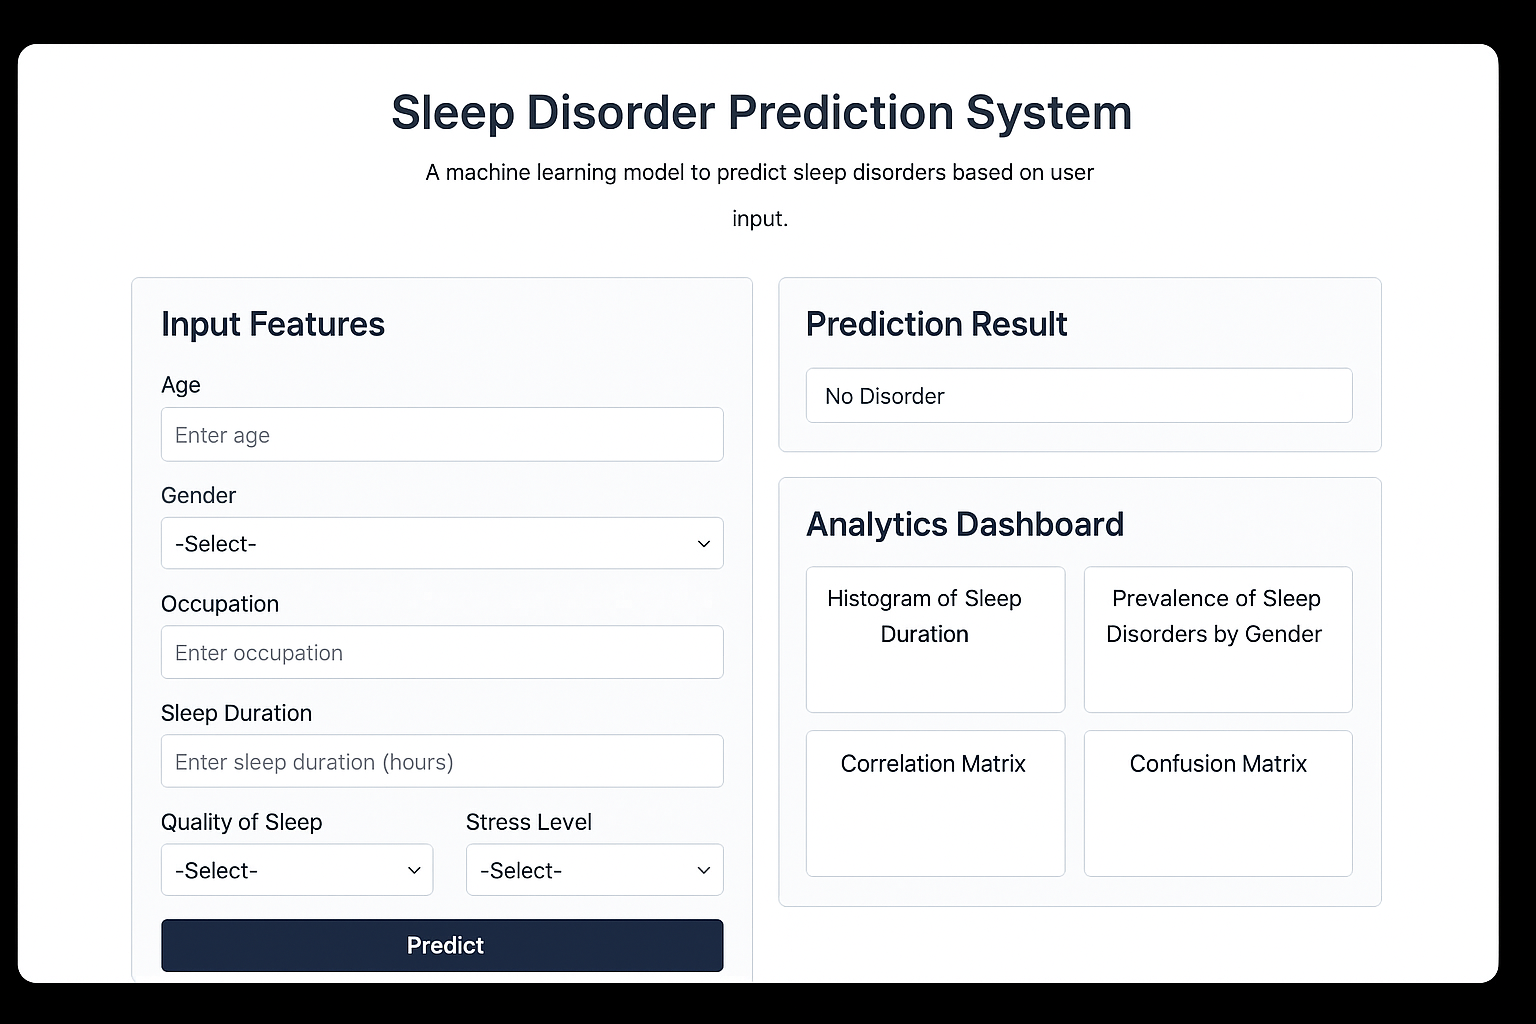 Sleep Disorder Prediction System
A machine learning model to predict sleep disorders based on user
input.
Input Features
Age
Enter age
Gender
-Select-
Occupation
Enter occupation
Sleep Duration
Enter sleep duration (hours)
Quality of Sleep
-Select-
Stress Level
-Select-
Predict
Prediction Result
No Disorder
Analytics Dashboard
Histogram of Sleep
Duration
Prevalence of Sleep
Disorders by Gender
Correlation Matrix
Confusion Matrix